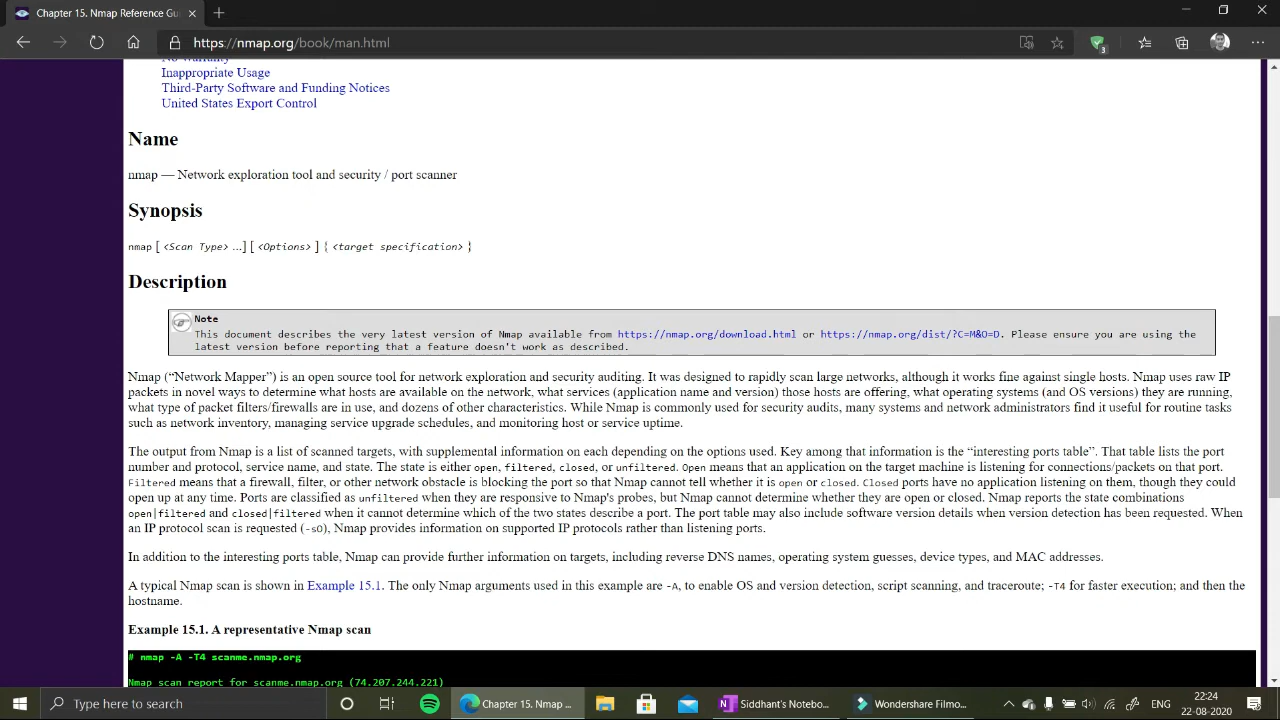 Chapter 15. Nmap Reference Gu
https://nmap.org/book/man.html
3
No Warranty
Inappropriate Usage
Third-Party Software and Funding Notices
United States Export Control
Name
nmap — Network exploration tool and security / port scanner
Synopsis
nmap [ <Scan Type> ...] [ <Options> ] { <target specification> }
Description
Note
This document describes the very latest version of Nmap available from https://nmap.org/download.html or https://nmap.org/dist/?C=M&O=D. Please ensure you are using the
latest version before reporting that a feature doesn't work as described.
Nmap (“Network Mapper”) is an open source tool for network exploration and security auditing. It was designed to rapidly scan large networks, although it works fine against single hosts. Nmap uses raw IP
packets in novel ways to determine what hosts are available on the network, what services (application name and version) those hosts are offering, what operating systems (and OS versions) they are running,
what type of packet filters/firewalls are in use, and dozens of other characteristics. While Nmap is commonly used for security audits, many systems and network administrators find it useful for routine tasks
such as network inventory, managing service upgrade schedules, and monitoring host or service uptime.
The output from Nmap is a list of scanned targets, with supplemental information on each depending on the options used. Key among that information is the “interesting ports table”. That table lists the port
number and protocol, service name, and state. The state is either open, filtered, closed, or unfiltered. Open means that an application on the target machine is listening for connections/packets on that port.
Filtered means that a firewall, filter, or other network obstacle is blocking the port so that Nmap cannot tell whether it is open or closed. Closed ports have no application listening on them, though they could
open up at any time. Ports are classified as unfiltered when they are responsive to Nmap's probes, but Nmap cannot determine whether they are open or closed. Nmap reports the state combinations
open|filtered and closed|filtered when it cannot determine which of the two states describe a port. The port table may also include software version details when version detection has been requested. When
an IP protocol scan is requested (-sO), Nmap provides information on supported IP protocols rather than listening ports.
In addition to the interesting ports table, Nmap can provide further information on targets, including reverse DNS names, operating system guesses, device types, and MAC addresses.
A typical Nmap scan is shown in Example 15.1. The only Nmap arguments used in this example are -A, to enable OS and version detection, script scanning, and traceroute; -T4 for faster execution; and then the
hostname.
Example 15.1. A representative Nmap scan
# nmap -A -T4 scanme.nmap.org
Nmap scan report for scanme.nmap.org (74.207.244.221)
Type here to search
Chapter 15. Nmap ...
Siddhant's Notebo...
Wondershare Filmo...
ENG
22:24
22-08-2020